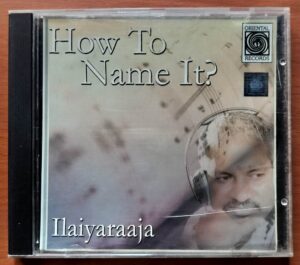 How To
Name It?
ORIENTAL
RECORDS
Ilaiyaraaja